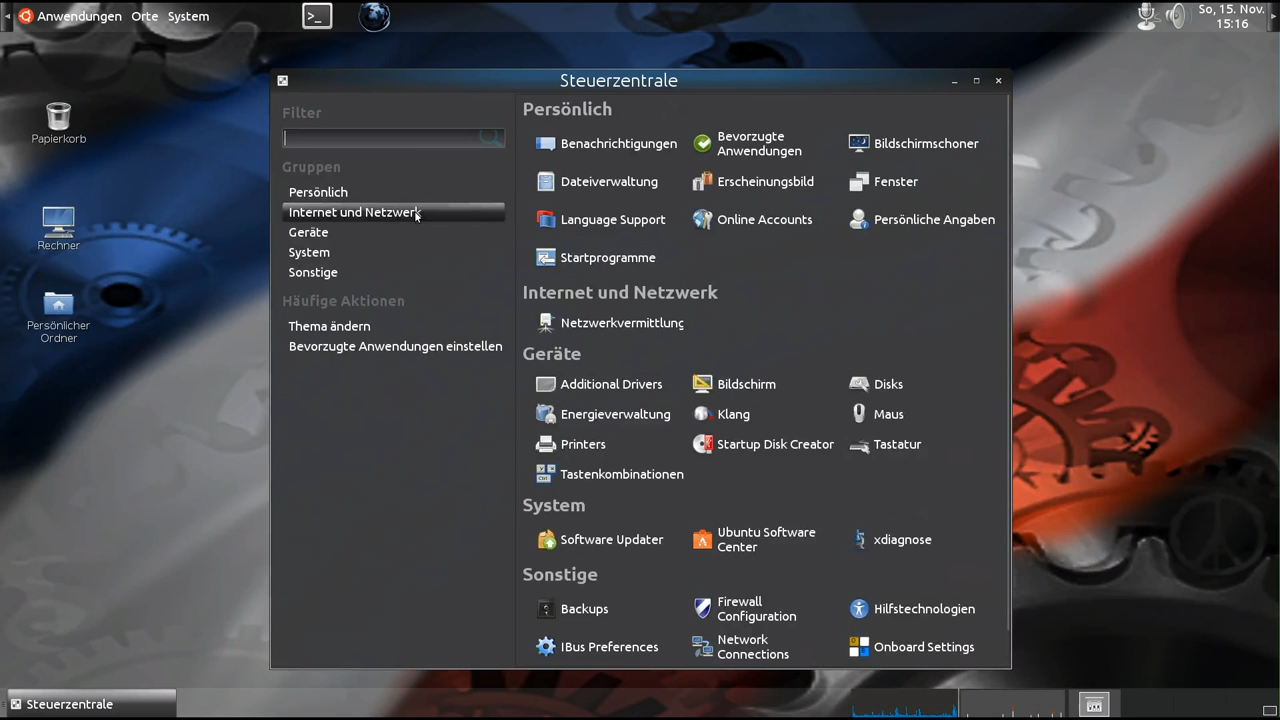 Anwendungen Orte System
So, 15. Nov.
15:16
Papierkorb
Rechner
Persönlicher
Ordner
Steuerzentrale
Filter
Gruppen
Persönlich
Internet und Netzwerk
Geräte
System
Sonstige
Häufige Aktionen
Thema ändern
Bevorzugte Anwendungen einstellen
Persönlich
Benachrichtigungen
Bevorzugte
Anwendungen
Bildschirmschoner
Dateiverwaltung
Erscheinungsbild
Fenster
Language Support
Online Accounts
Persönliche Angaben
Startprogramme
Internet und Netzwerk
Netzwerkvermittlung
Geräte
Additional Drivers
Bildschirm
Disks
Energieverwaltung
Klang
Maus
Printers
Startup Disk Creator
Tastatur
Tastenkombinationen
System
Software Updater
Ubuntu Software
Center
xdiagnose
Sonstige
Backups
Firewall
Configuration
Hilfstechnologien
IBus Preferences
Network
Connections
Onboard Settings
Steuerzentrale